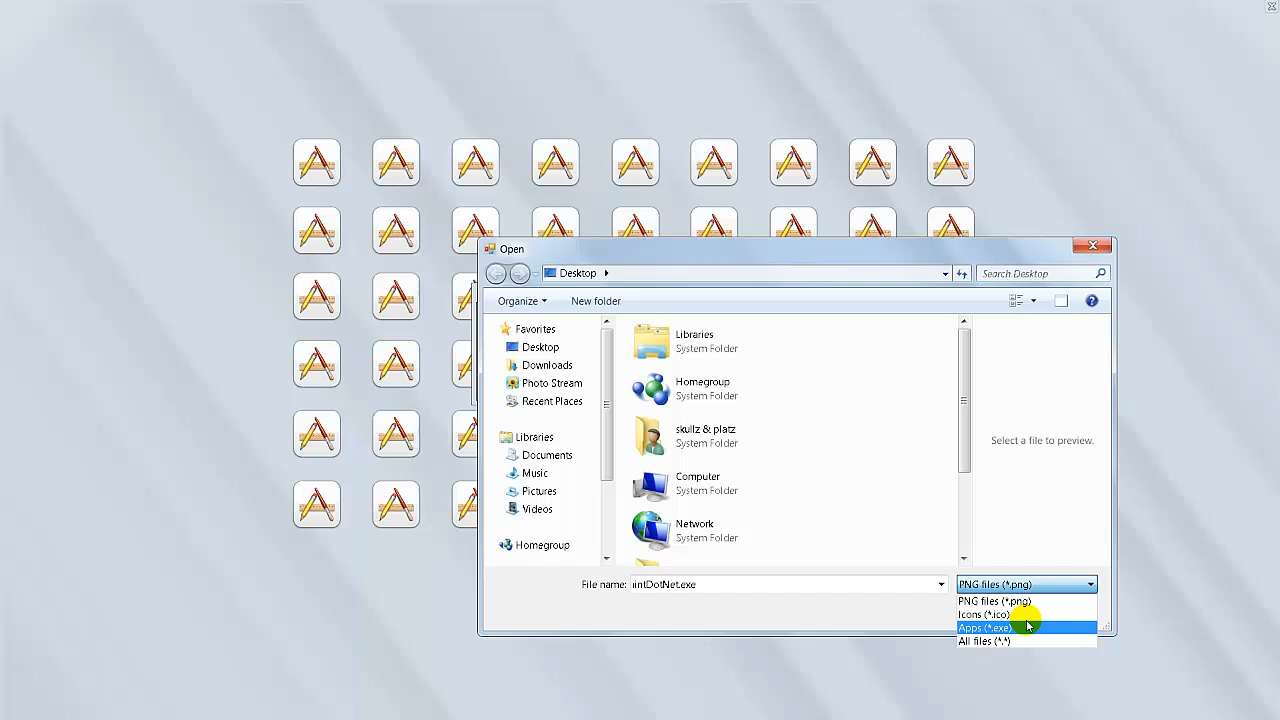 Open
Desktop
Search Desktop
Organize
New folder
Favorites
Desktop
Downloads
Photo Stream
Recent Places
Libraries
Documents
Music
Pictures
Videos
Homegroup
Libraries
System Folder
Homegroup
System Folder
skullz & platz
System Folder
Computer
System Folder
Network
System Folder
Select a file to preview.
File name:
intDotNet.exe
PNG files (*.png)
PNG files (*.png)
Icons (*.ico)
Apps (*.exe)
All files (*.*)